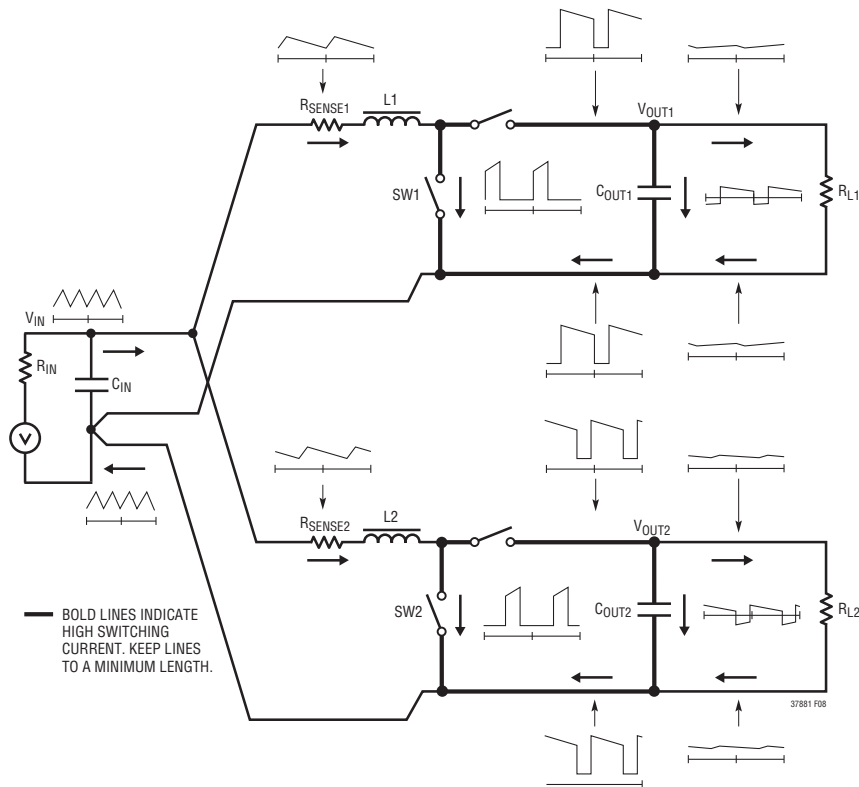 RSENSE1
L1
VOUT1
SW1
COUT1
RL1
VIN
RIN
CIN
V
RSENSE2
L2
VOUT2
SW2
COUT2
RL2
BOLD LINES INDICATE
HIGH SWITCHING
CURRENT. KEEP LINES
TO A MINIMUM LENGTH.
37881 F08